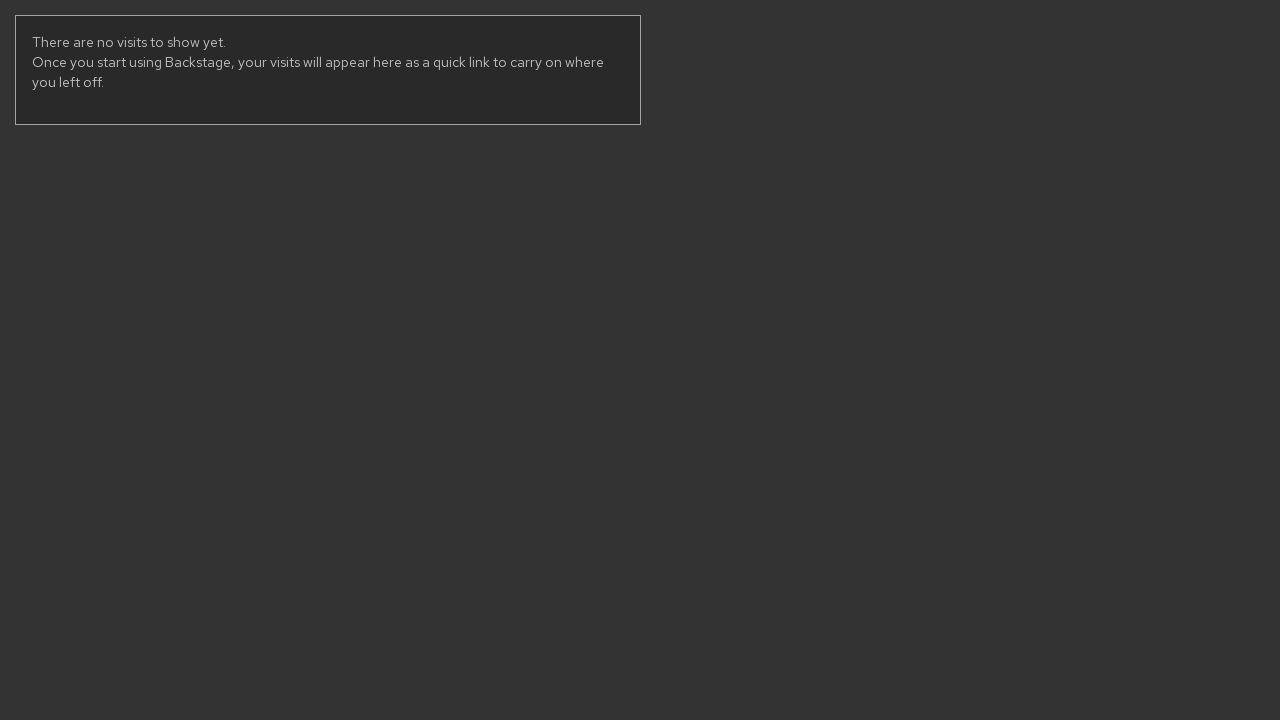 There are no visits to show yet.
Once you start using Backstage, your visits will appear here as a quick link to carry on where
you left off.